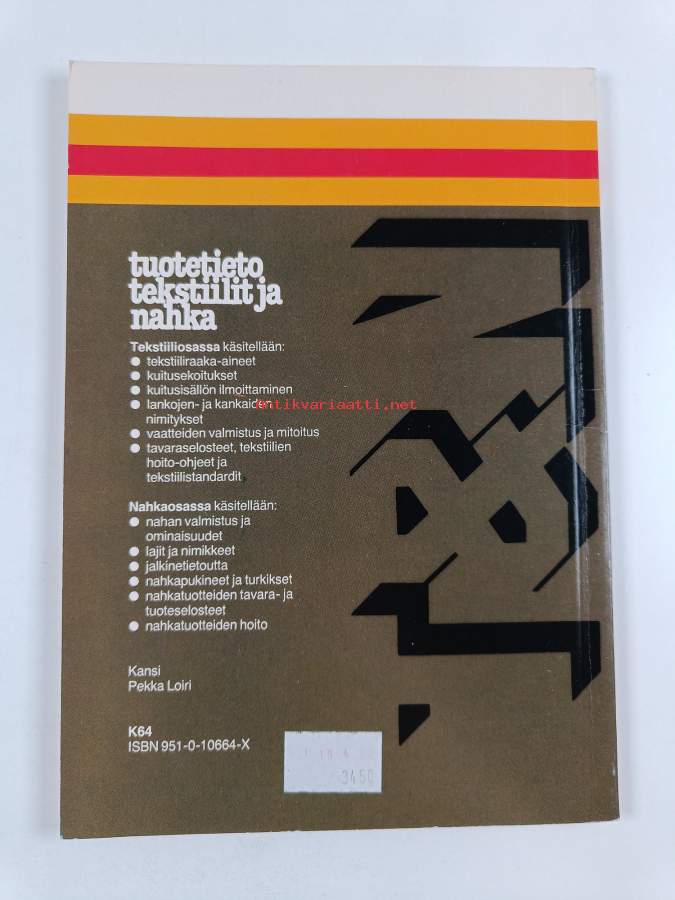 tuotetieto
tekstiilit ja
nahka
Tekstiiliosassa käsitellään:
● tekstiiliraaka-aineet
● kuitusekoitukset
● kuitusisällön ilmoittaminen
● lankojen- ja kankaiden
nimitykset
● vaatteiden valmistus ja mitoitus
● tavaraselosteet, tekstiilien
hoito-ohjeet ja
tekstiilistandardit
antikvariaatti.net
Nahkaosassa käsitellään:
● nahan valmistus ja
ominaisuudet
● lajit ja nimikkeet
● jalkinetietoutta
● nahkapukineet ja turkikset
● nahkatuotteiden tavara- ja
tuoteselosteet
● nahkatuotteiden hoito
Kansi
Pekka Loiri
K64
ISBN 951-0-10664-X
3450